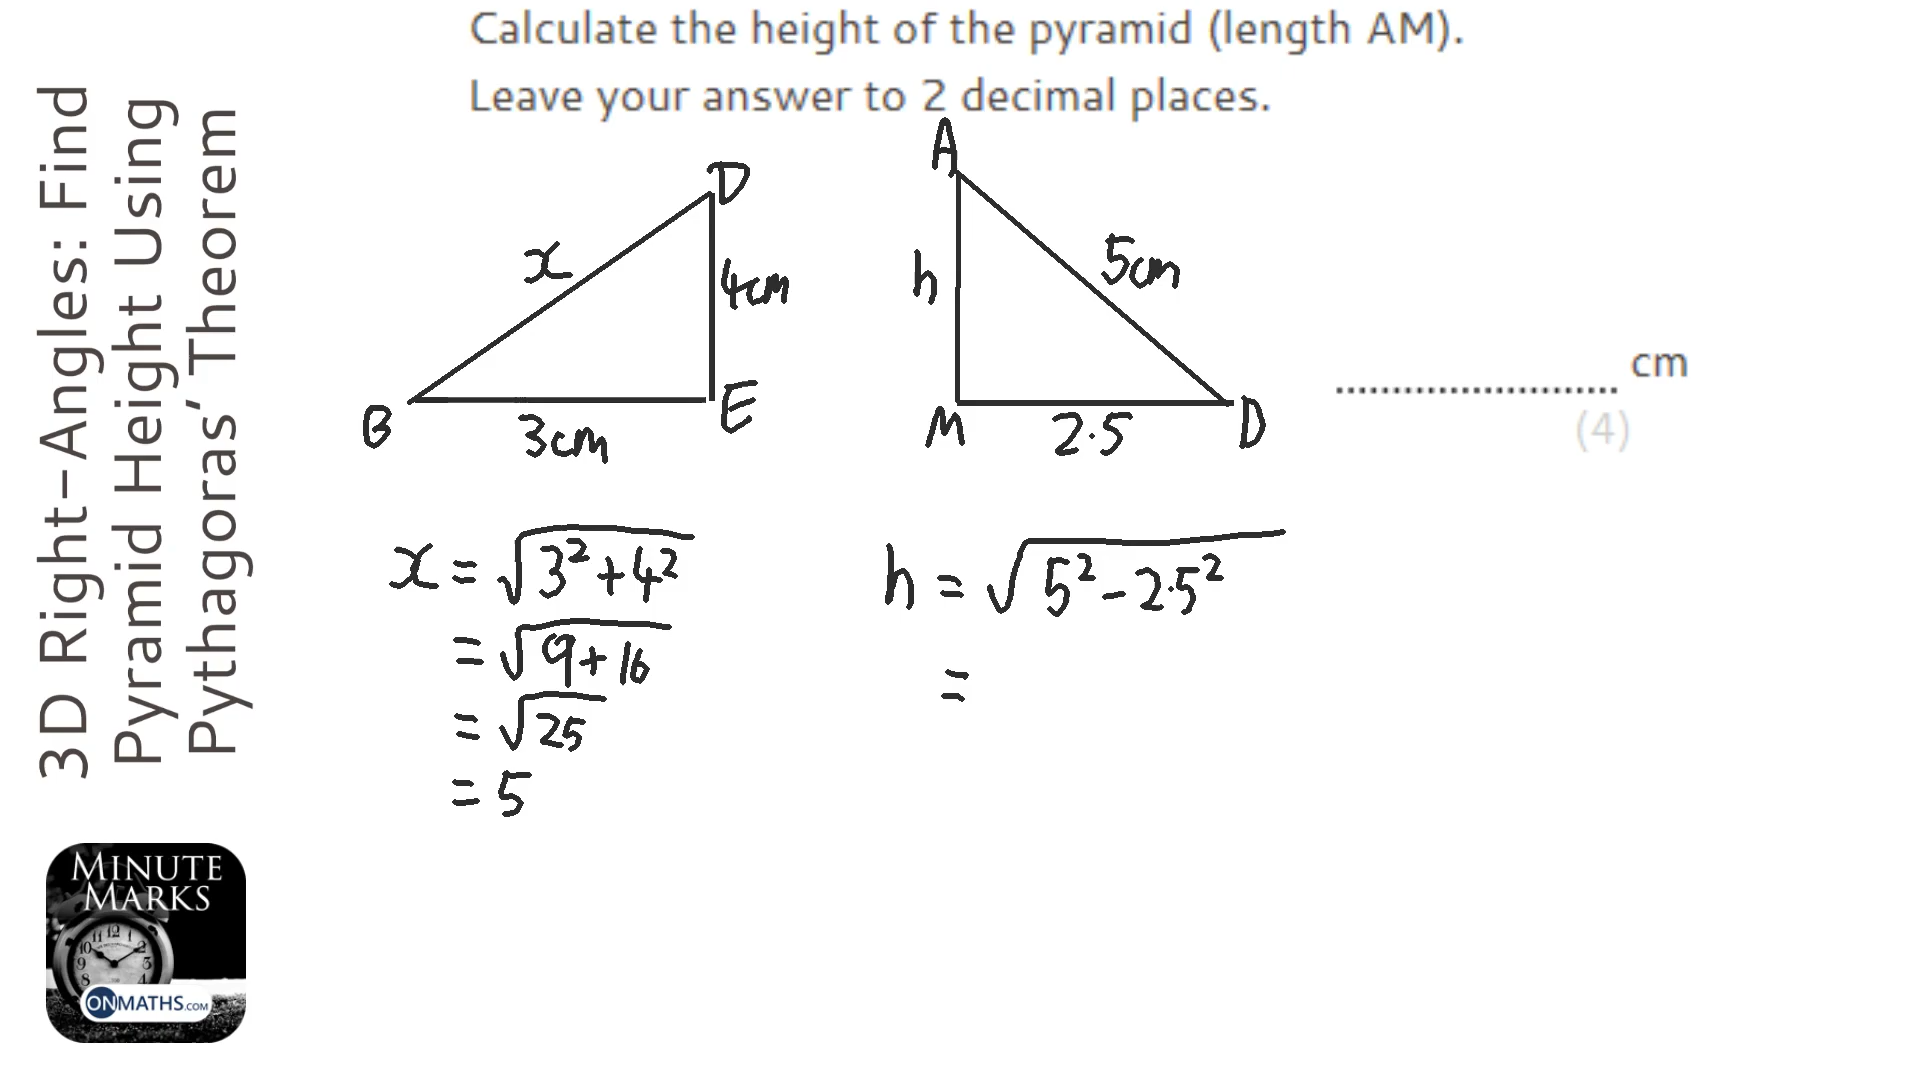 3D Right-Angles: Find
Pyramid Height Using
Pythagoras' Theorem
Calculate the height of the pyramid (length AM).
Leave your answer to 2 decimal places.
D
x
4cm
B
3cm
E
A
h
5cm
M
2.5
D
.......................... cm
(4)
x = √3²+4²
= √9+16
= √25
= 5
h = √5²-2.5²
=
MINUTE
MARKS
ONMATHS.COM